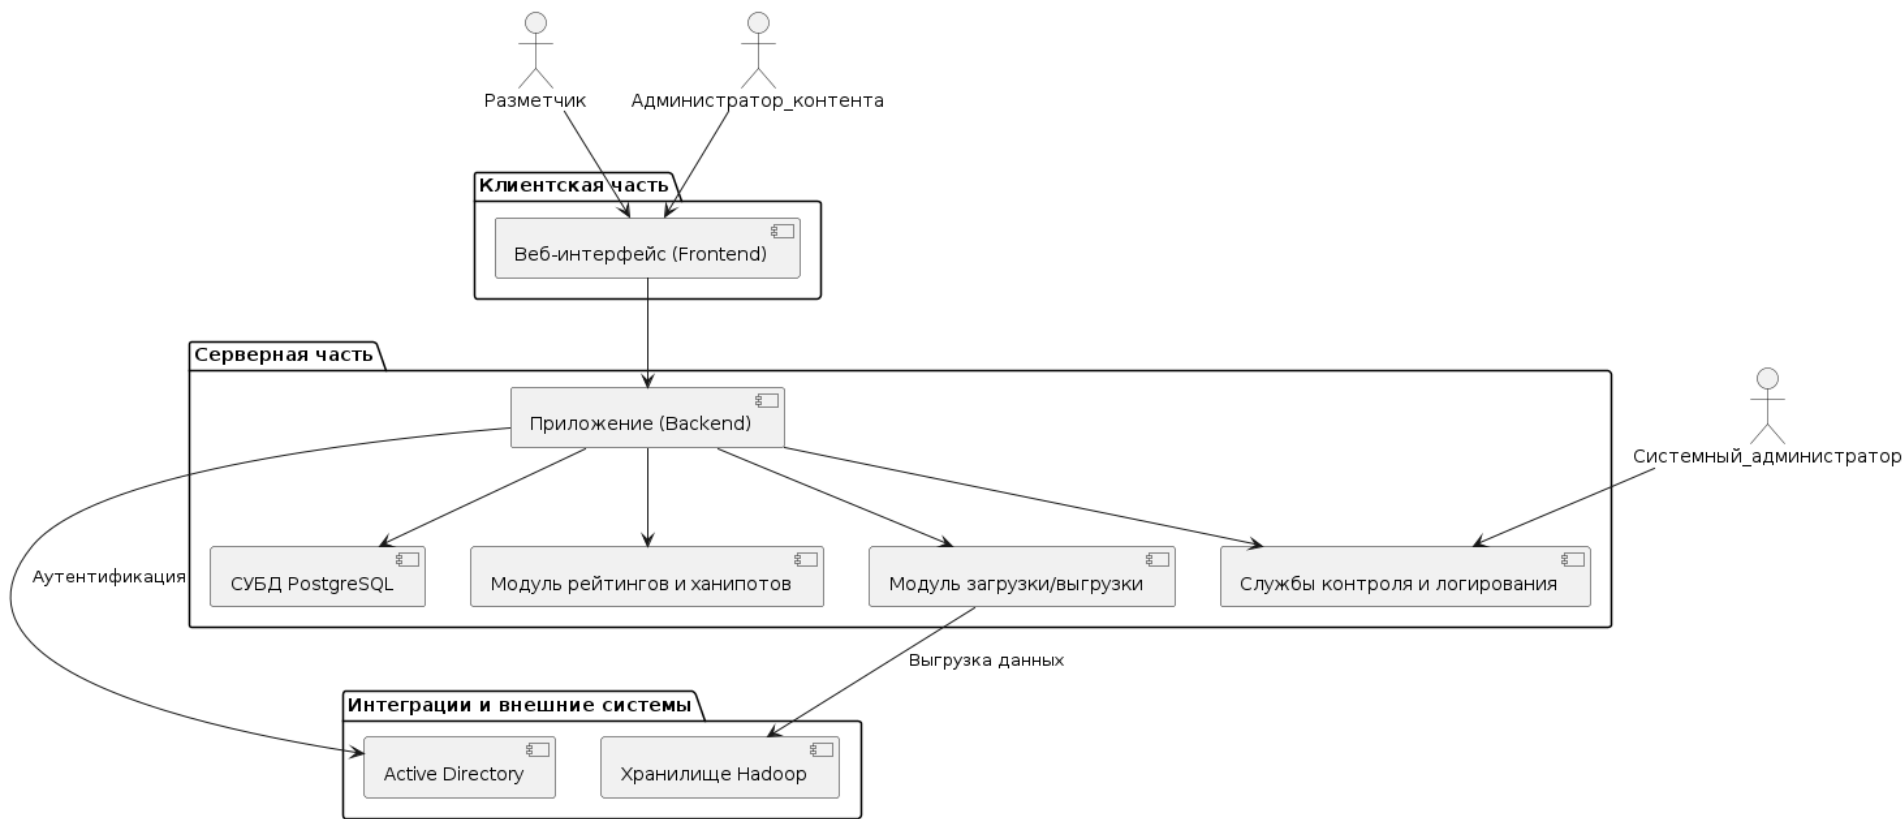 Разметчик
Администратор_контента
Клиентская часть
Веб-интерфейс (Frontend)
Серверная часть
Приложение (Backend)
Системный_администратор
Аутентификация
СУБД PostgreSQL
Модуль рейтингов и ханипотов
Модуль загрузки/выгрузки
Службы контроля и логирования
Выгрузка данных
Интеграции и внешние системы
Active Directory
Хранилище Hadoop